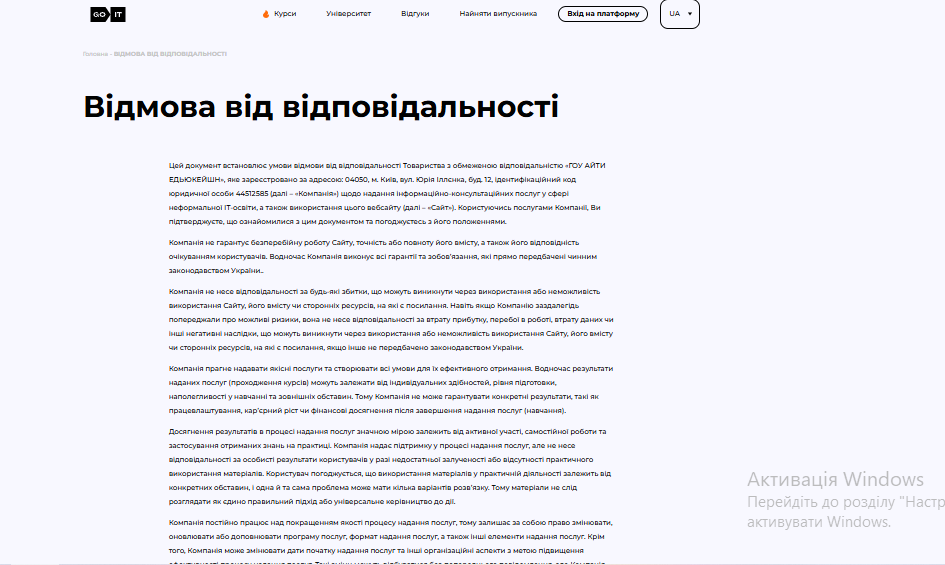 GO IT
Курси
Університет
Відгуки
Найняти випускника
Вхід на платформу
UA
Головна - ВІДМОВА ВІД ВІДПОВІДАЛЬНОСТІ
Відмова від відповідальності
Цей документ встановлює умови відмови від відповідальності Товариства з обмеженою відповідальністю «ГОУ АЙТИ
ЕДЬЮКЕЙШН», яке зареєстровано за адресою: 04050, м. Київ, вул. Юрія Іллєнка, буд. 12, ідентифікаційний код
юридичної особи 44512585 (далі – «Компанія») щодо надання інформаційно-консультаційних послуг у сфері
неформальної ІТ-освіти, а також використання цього вебсайту (далі – «Сайт»). Користуючись послугами Компанії, Ви
підтверджуєте, що ознайомилися з цим документом та погоджуєтесь з його положеннями.
Компанія не гарантує безперебійну роботу Сайту, точність або повноту його вмісту, а також його відповідність
очікуванням користувачів. Водночас Компанія виконує всі гарантії та зобов'язання, які прямо передбачені чинним
законодавством України..
Компанія не несе відповідальності за будь-які збитки, що можуть виникнути через використання або неможливість
використання Сайту, його вмісту чи сторонніх ресурсів, на які є посилання. Навіть якщо Компанію заздалегідь
попереджали про можливі ризики, вона не несе відповідальності за втрату прибутку, перебої в роботі, втрату даних чи
інші негативні наслідки, що можуть виникнути через використання або неможливість використання Сайту, його вмісту
чи сторонніх ресурсів, на які є посилання, якщо інше не передбачено законодавством України.
Компанія прагне надавати якісні послуги та створювати всі умови для їх ефективного отримання. Водночас результати
наданих послуг (проходження курсів) можуть залежати від індивідуальних здібностей, рівня підготовки,
наполегливості у навчанні та зовнішніх обставин. Тому Компанія не може гарантувати конкретні результати, такі як
працевлаштування, кар'єрний ріст чи фінансові досягнення після завершення надання послуг (навчання).
Досягнення результатів в процесі надання послуг значною мірою залежить від активної участі, самостійної роботи та
застосування отриманих знань на практиці. Компанія надає підтримку у процесі надання послуг, але не несе
відповідальності за особисті результати користувачів у разі недостатньої залученості або відсутності практичного
використання матеріалів. Користувач погоджується, що використання матеріалів у практичній діяльності залежить від
конкретних обставин, і одна й та сама проблема може мати кілька варіантів розв'язку. Тому матеріали не слід
розглядати як єдино правильний підхід або універсальне керівництво до дії.
Компанія постійно працює над покращенням якості процесу надання послуг, тому залишає за собою право змінювати,
оновлювати або доповнювати програму послуг, формат надання послуг, а також інші елементи надання послуг. Крім
того, Компанія може змінювати дати початку надання послуг та інші організаційні аспекти з метою підвищення
Активація Windows
Перейдіть до розділу "Настр
активувати Windows.